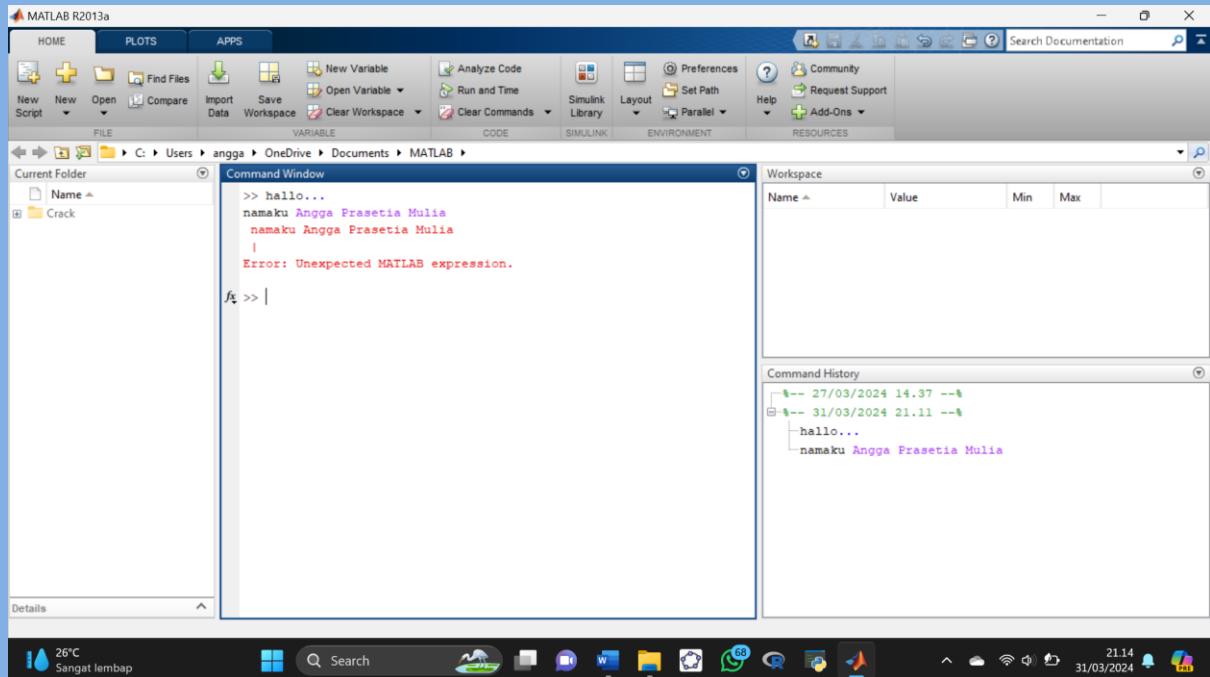 MATLAB R2013a
HOME PLOTS APPS Search Documentation
New Script New Open Find Files Compare Import Data Save Workspace New Variable Open Variable Clear Workspace Analyze Code Run and Time Clear Commands Simulink Library Layout Preferences Set Path Parallel Help Community Request Support Add-Ons
FILE VARIABLE CODE SIMULINK ENVIRONMENT RESOURCES
C: Users angga OneDrive Documents MATLAB
Current Folder
Name
Crack
Details
Command Window
>> hallo...
namaku Angga Prasetia Mulia
namaku Angga Prasetia Mulia
|
Error: Unexpected MATLAB expression.
fx >>
Workspace
Name Value Min Max
Command History
%-- 27/03/2024 14.37 --%
%-- 31/03/2024 21.11 --%
hallo...
namaku Angga Prasetia Mulia
26°C
Sangat lembap
Search
68
21.14
31/03/2024
PRE